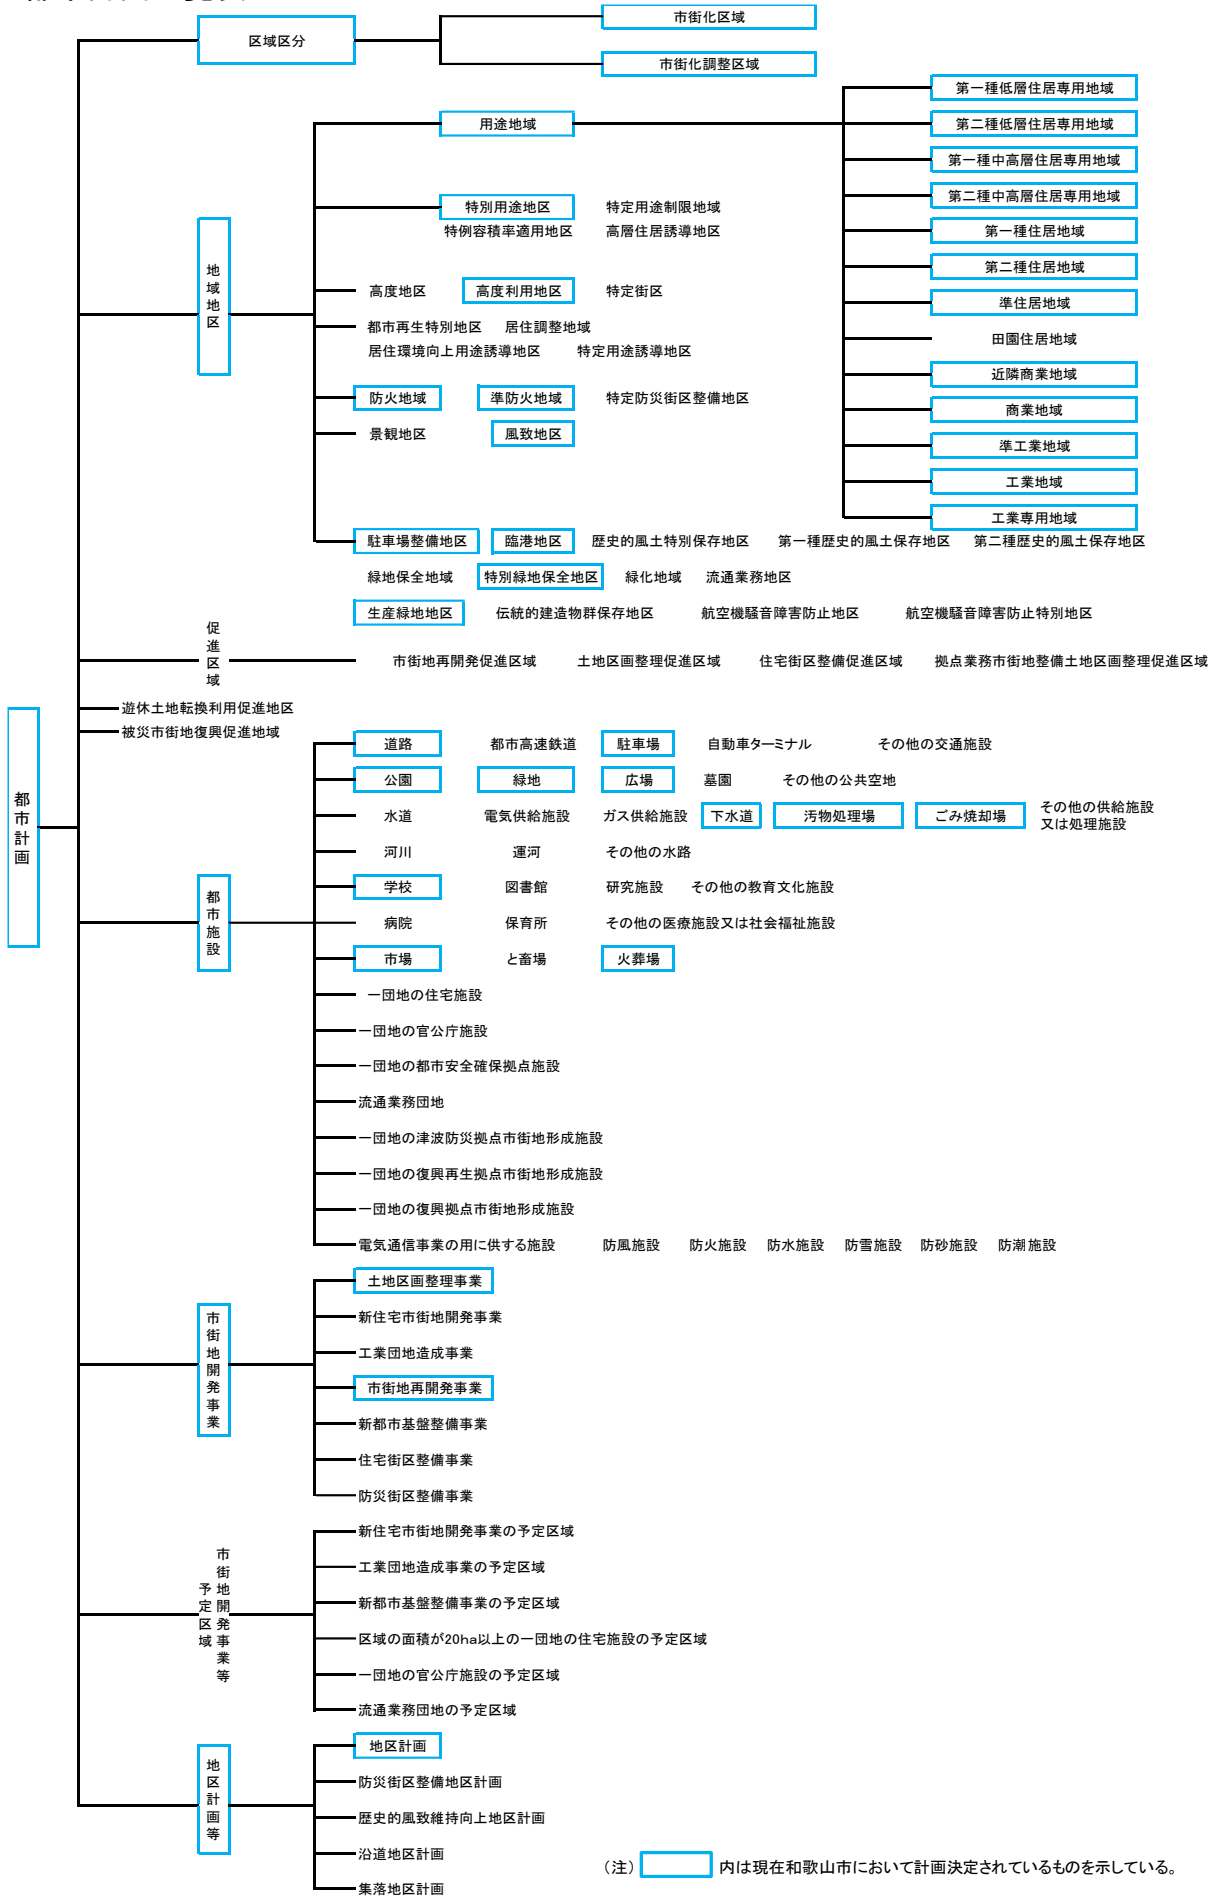 区域区分
市街化区域
市街化調整区域
用途地域
第一種低層住居専用地域
第二種低層住居専用地域
第一種中高層住居専用地域
第二種中高層住居専用地域
第一種住居地域
第二種住居地域
準住居地域
田園住居地域
近隣商業地域
商業地域
準工業地域
工業地域
工業専用地域
地域地区
特別用途地区 特定用途制限地域
特例容積率適用地区 高層住居誘導地区
高度地区 高度利用地区 特定街区
都市再生特別地区 居住調整地域
居住環境向上用途誘導地区 特定用途誘導地区
防火地域 準防火地域 特定防災街区整備地区
景観地区 風致地区
駐車場整備地区 臨港地区 歴史的風土特別保存地区 第一種歴史的風土保存地区 第二種歴史的風土保存地区
緑地保全地域 特別緑地保全地区 緑化地域 流通業務地区
生産緑地地区 伝統的建造物群保存地区 航空機騒音障害防止地区 航空機騒音障害防止特別地区
促進区域
市街地再開発促進区域 土地区画整理促進区域 住宅街区整備促進区域 拠点業務市街地整備土地区画整理促進区域
遊休土地転換利用促進地区
被災市街地復興促進地域
都市計画
都市施設
道路 都市高速鉄道 駐車場 自動車ターミナル その他の交通施設
公園 緑地 広場 墓園 その他の公共空地
水道 電気供給施設 ガス供給施設 下水道 汚物処理場 ごみ焼却場 その他の供給施設
又は処理施設
河川 運河 その他の水路
学校 図書館 研究施設 その他の教育文化施設
病院 保育所 その他の医療施設又は社会福祉施設
市場 と畜場 火葬場
一団地の住宅施設
一団地の官公庁施設
一団地の都市安全確保拠点施設
流通業務団地
一団地の津波防災拠点市街地形成施設
一団地の復興再生拠点市街地形成施設
一団地の復興拠点市街地形成施設
電気通信事業の用に供する施設 防風施設 防火施設 防水施設 防雪施設 防砂施設 防潮施設
市街地開発事業
土地区画整理事業
新住宅市街地開発事業
工業団地造成事業
市街地再開発事業
新都市基盤整備事業
住宅街区整備事業
防災街区整備事業
市街地開発事業等
予定区域
新住宅市街地開発事業の予定区域
工業団地造成事業の予定区域
新都市基盤整備事業の予定区域
区域の面積が20ha以上の一団地の住宅施設の予定区域
一団地の官公庁施設の予定区域
流通業務団地の予定区域
地区計画等
地区計画
防災街区整備地区計画
歴史的風致維持向上地区計画
沿道地区計画
集落地区計画
(注) 内は現在和歌山市において計画決定されているものを示している。